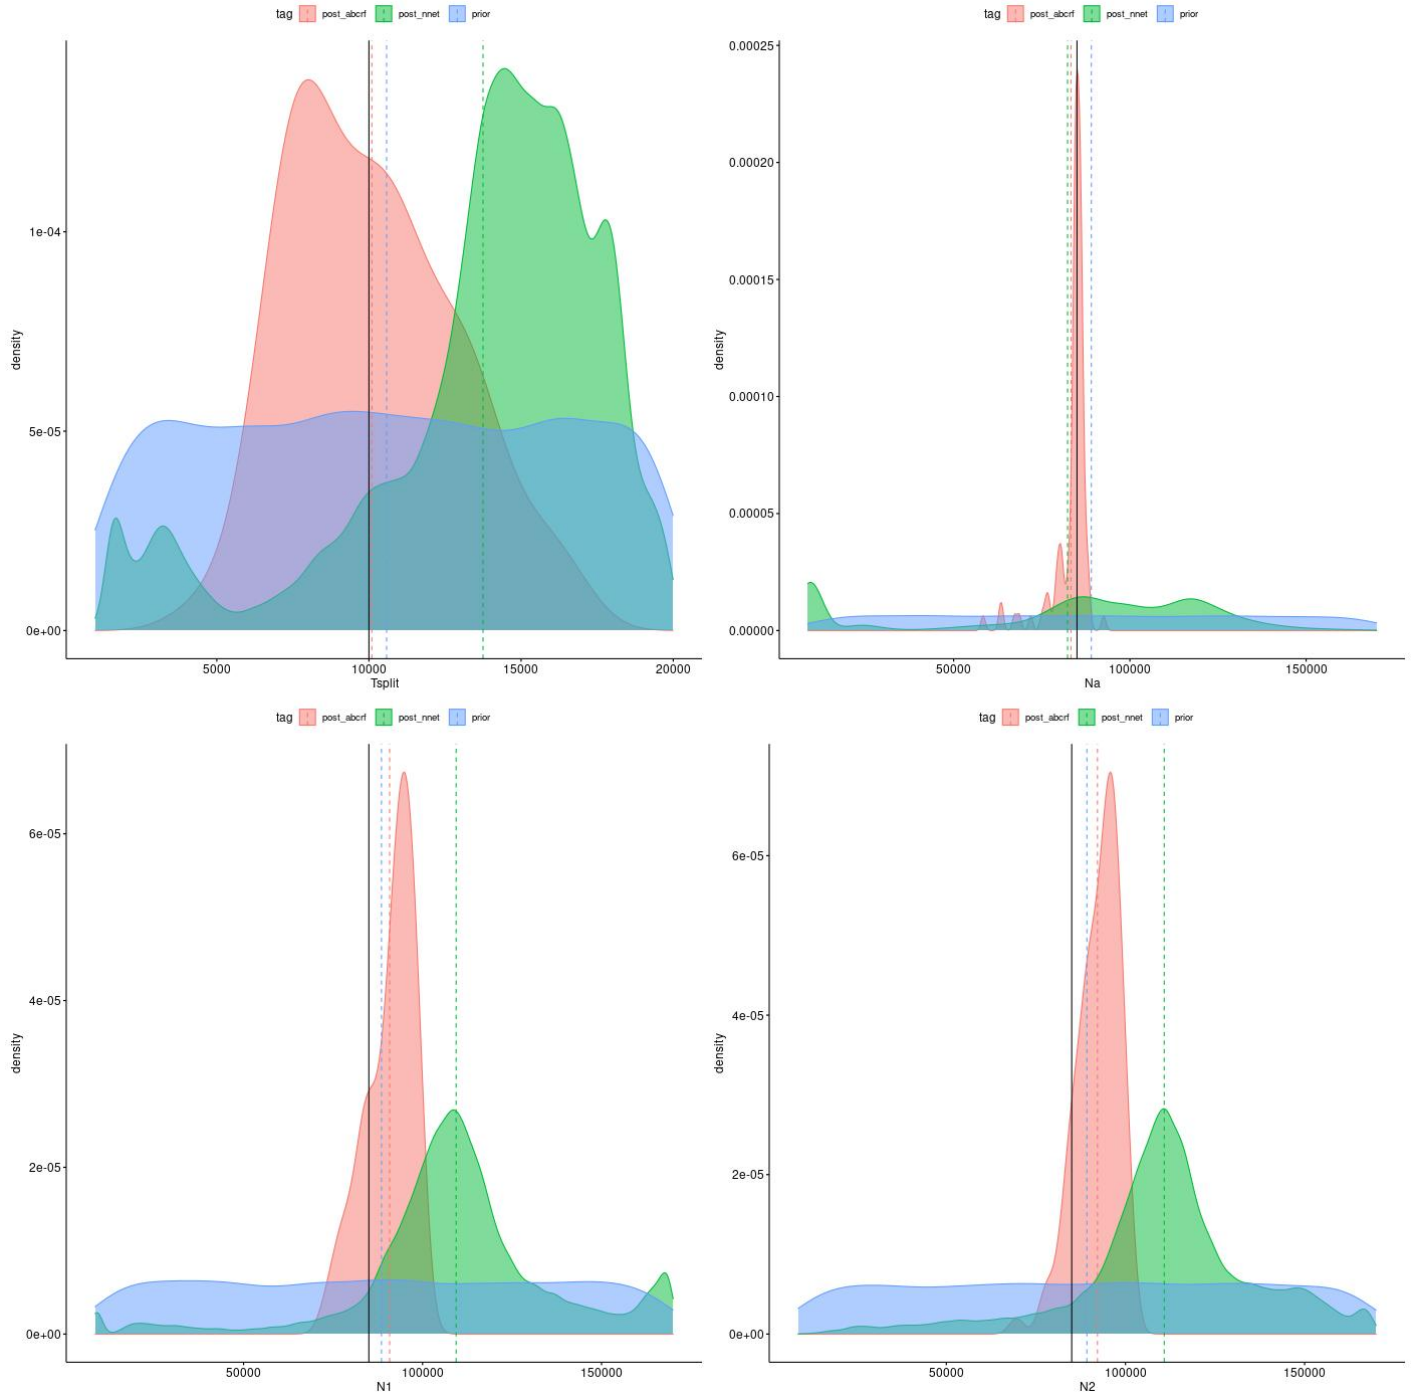 tag post_abcrf post_nnet prior
1e-04
5e-05
0e+00
density
5000 10000 15000 20000
Tsplit
tag post_abcrf post_nnet prior
0.00025
0.00020
0.00015
0.00010
0.00005
0.00000
density
50000 100000 150000
Na
tag post_abcrf post_nnet prior
6e-05
4e-05
2e-05
0e+00
density
50000 100000 150000
N1
tag post_abcrf post_nnet prior
6e-05
4e-05
2e-05
0e+00
density
50000 100000 150000
N2